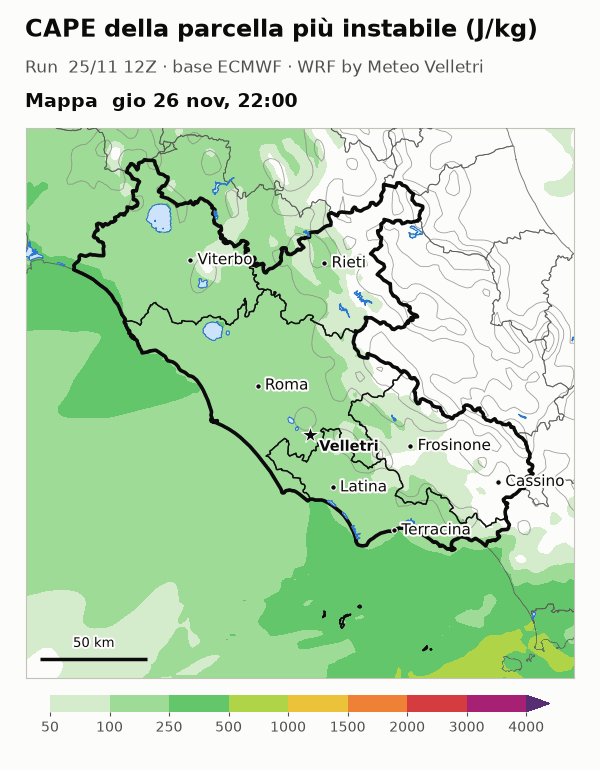 CAPE della parcella più instabile (J/kg)
Run  25/11 12Z · base ECMWF · WRF by Meteo Velletri
Mappa  gio 26 nov, 22:00
Viterbo
Rieti
Roma
Velletri
Frosinone
Latina
Cassino
Terracina
50 km
50 100 250 500 1000 1500 2000 3000 4000